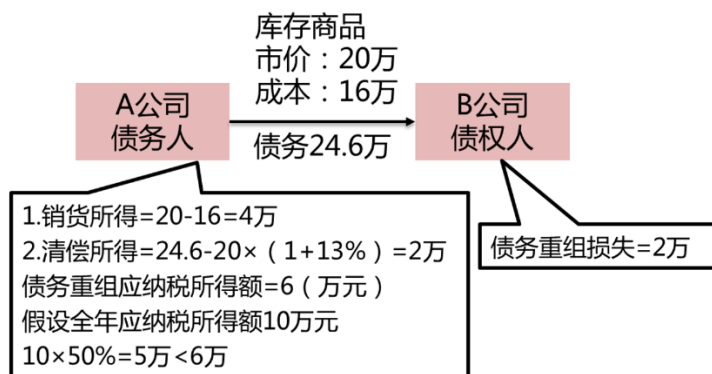 库存商品
市价：20万
成本：16万
A公司
债务人
债务24.6万
B公司
债权人
1.销货所得=20-16=4万
2.清偿所得=24.6-20×（1+13%）=2万
债务重组应纳税所得额=6（万元）
假设全年应纳税所得额10万元
10×50%=5万<6万
债务重组损失=2万